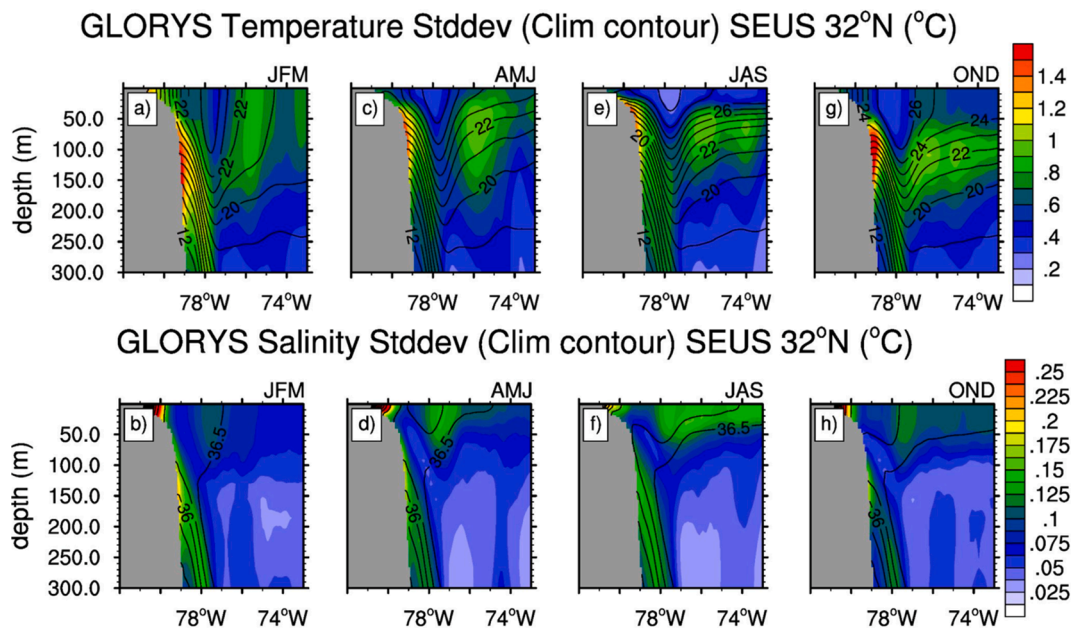 GLORYS Temperature Stddev (Clim contour) SEUS 32°N (°C)
JFM AMJ JAS OND
a) c) e) g)
depth (m)
50.0
100.0
150.0
200.0
250.0
300.0
22 22 22 20 12
22 20 12
26 20 22 20 12
24 26 24 24 22 20 20 12
78°W 74°W 78°W 74°W 78°W 74°W 78°W 74°W
1.4
1.2
1
.8
.6
.4
.2
GLORYS Salinity Stddev (Clim contour) SEUS 32°N (°C)
JFM AMJ JAS OND
b) d) f) h)
depth (m)
50.0
100.0
150.0
200.0
250.0
300.0
36.5 36
36.5 36
36.5
36
78°W 74°W 78°W 74°W 78°W 74°W 78°W 74°W
.25
.225
.2
.175
.15
.125
.1
.075
.05
.025